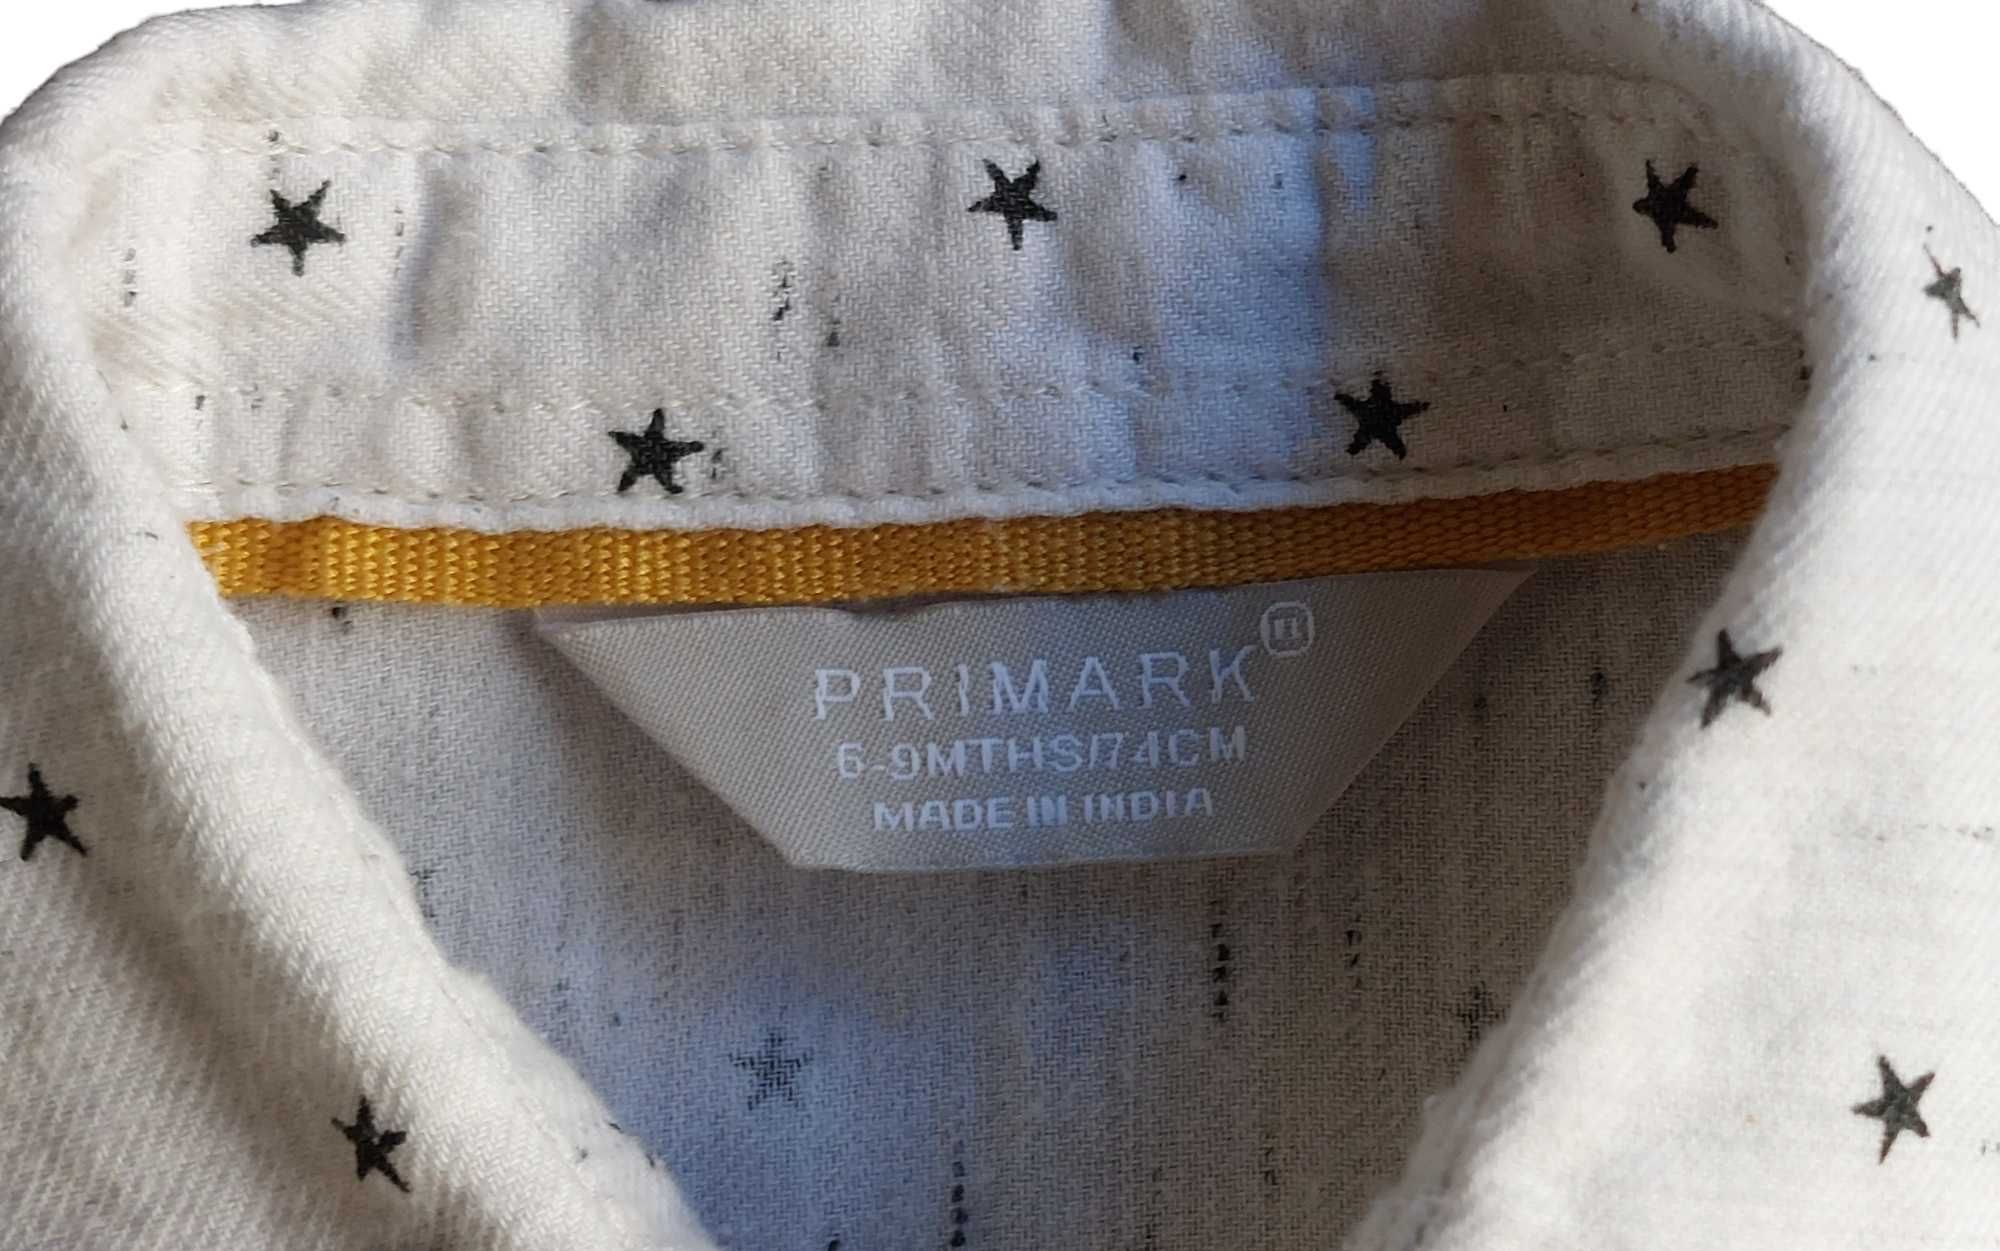 PRIMARK
6-9MTHS/74CM
MADE IN INDIA